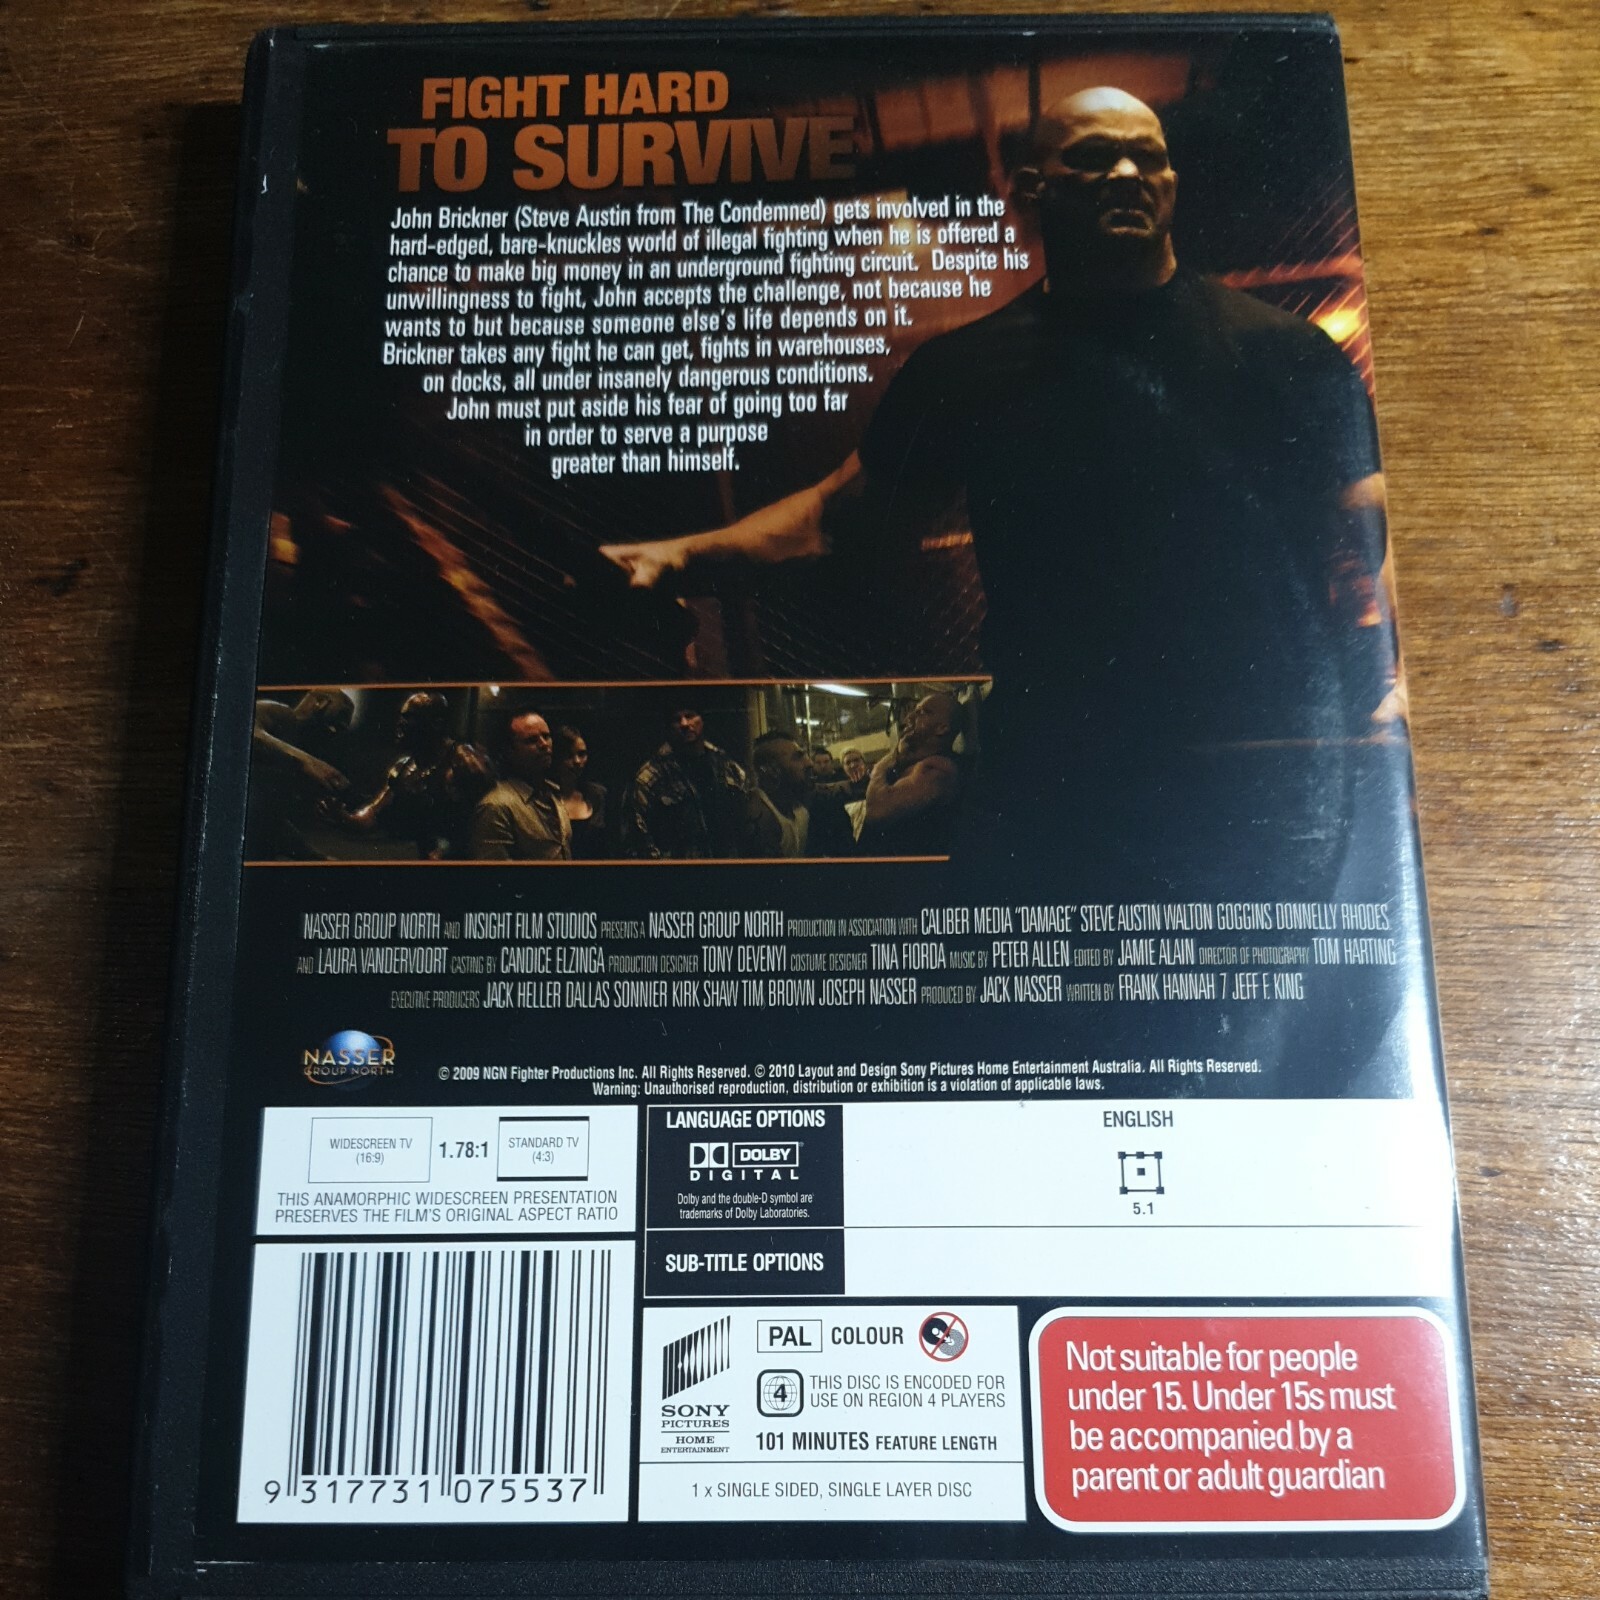 FIGHT HARD
TO SURVIVE
John Brickner (Steve Austin from The Condemned) gets involved in the
hard-edged, bare-knuckles world of illegal fighting when he is offered a
chance to make big money in an underground fighting circuit. Despite his
unwillingness to fight, John accepts the challenge, not because he
wants to but because someone else's life depends on it.
Brickner takes any fight he can get, fights in warehouses,
on docks, all under insanely dangerous conditions.
John must put aside his fear of going too far
in order to serve a purpose
greater than himself.
NASSER GROUP NORTH AND INSIGHT FILM STUDIOS PRESENTS A NASSER GROUP NORTH PRODUCTION IN ASSOCIATION WITH CALIBER MEDIA "DAMAGE" STEVE AUSTIN WALTON GOGGINS DONNELLY RHODES
AND LAURA VANDERVOORT CASTING BY CANDICE ELZINGA PRODUCTION DESIGNER TONY DEVENYI COSTUME DESIGNER TINA FIORDA MUSIC BY PETER ALLEN EDITED BY JAMIE ALAIN DIRECTOR OF PHOTOGRAPHY TOM HARTING
EXECUTIVE PRODUCERS JACK HELLER DALLAS SONNIER KIRK SHAW TIM BROWN JOSEPH NASSER PRODUCED BY JACK NASSER WRITTEN BY FRANK HANNAH 7 JEFF F. KING
NASSER
GROUP NORTH
© 2009 NGN Fighter Productions Inc. All Rights Reserved. © 2010 Layout and Design Sony Pictures Home Entertainment Australia. All Rights Reserved.
Warning: Unauthorised reproduction, distribution or exhibition is a violation of applicable laws.
WIDESCREEN TV
(16:9)
1.78:1
STANDARD TV
(4:3)
THIS ANAMORPHIC WIDESCREEN PRESENTATION
PRESERVES THE FILM'S ORIGINAL ASPECT RATIO
LANGUAGE OPTIONS
DOLBY
DIGITAL
Dolby and the double-D symbol are
trademarks of Dolby Laboratories.
ENGLISH
5.1
SUB-TITLE OPTIONS
9 317731 075537
SONY
PICTURES
HOME
ENTERTAINMENT
PAL COLOUR
4
THIS DISC IS ENCODED FOR
USE ON REGION 4 PLAYERS
101 MINUTES FEATURE LENGTH
1 x SINGLE SIDED, SINGLE LAYER DISC
Not suitable for people
under 15. Under 15s must
be accompanied by a
parent or adult guardian